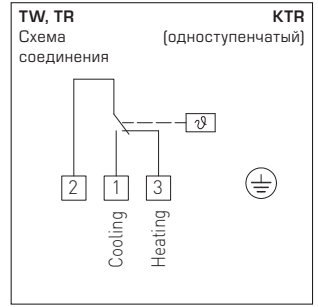 TW, TR KTR
Схема (одноступенчатый)
соединения
ϑ
2 1 3
Cooling
Heating